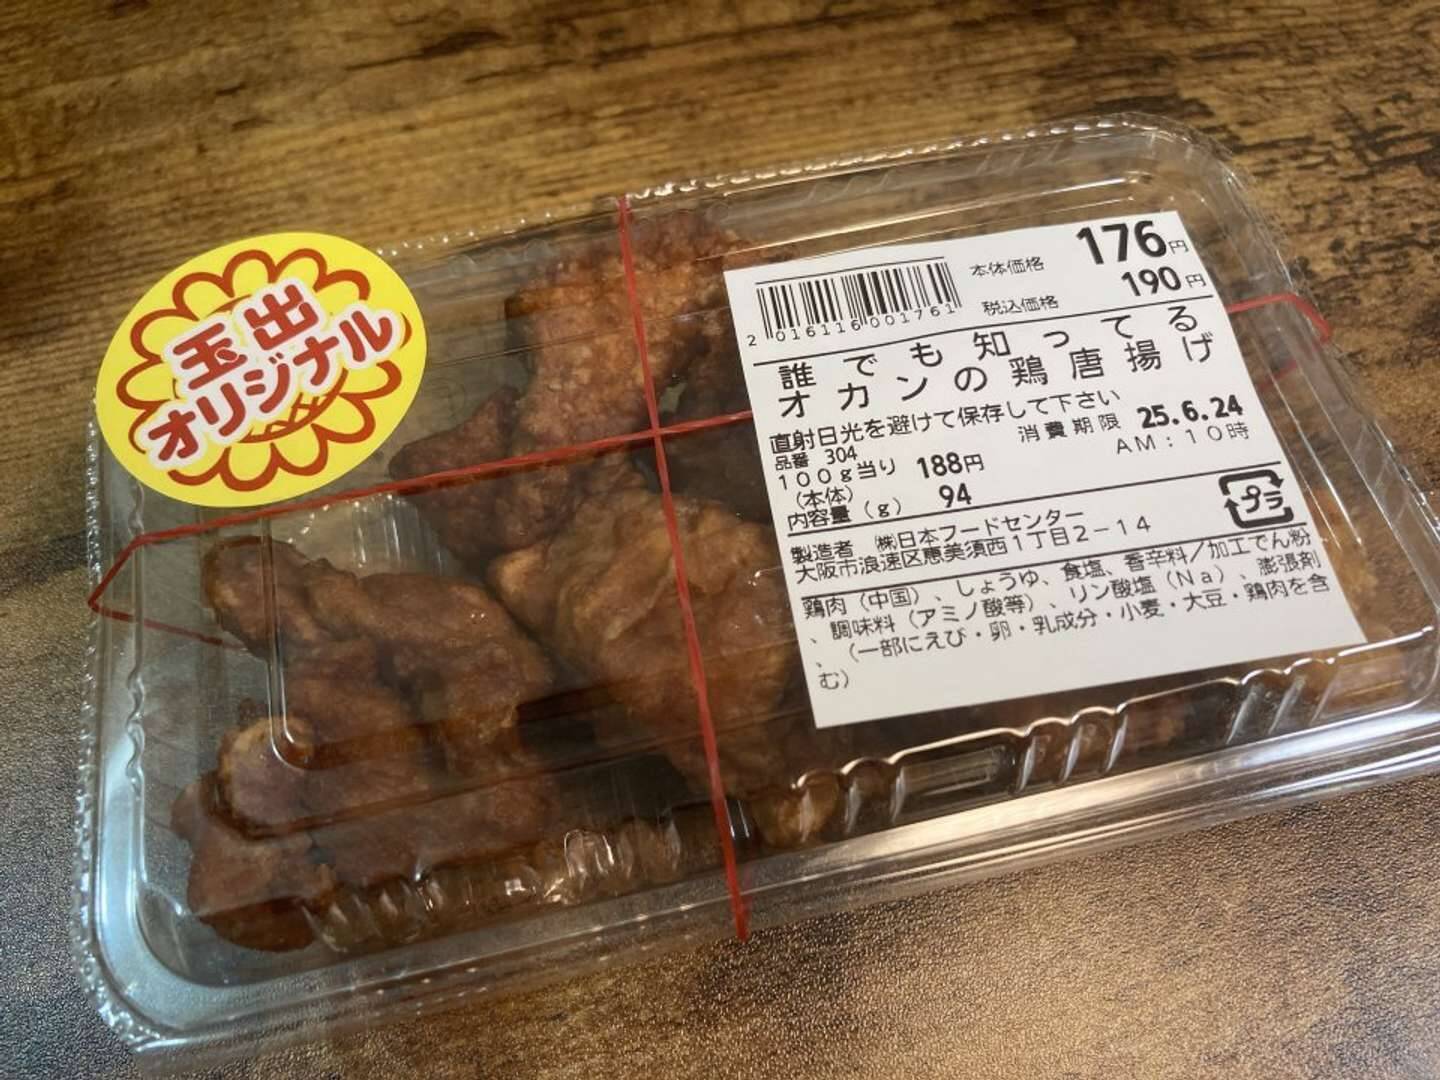 玉出
オリジナル
本体価格 176円
税込価格 190円
2 016116 001761
誰でも知ってる
オカンの鶏唐揚げ
直射日光を避けて保存して下さい
品番 304
消費期限 25.6.24
AM:10時
100g当り 188円
(本体)
内容量(g) 94
プラ
製造者 ㈱日本フードセンター
大阪市浪速区恵美須西1丁目2-14
鶏肉(中国)、しょうゆ、食塩、香辛料/加工でん粉
、調味料(アミノ酸等)、リン酸塩(Na)、膨張剤
、(一部にえび・卵・乳成分・小麦・大豆・鶏肉を含
む)